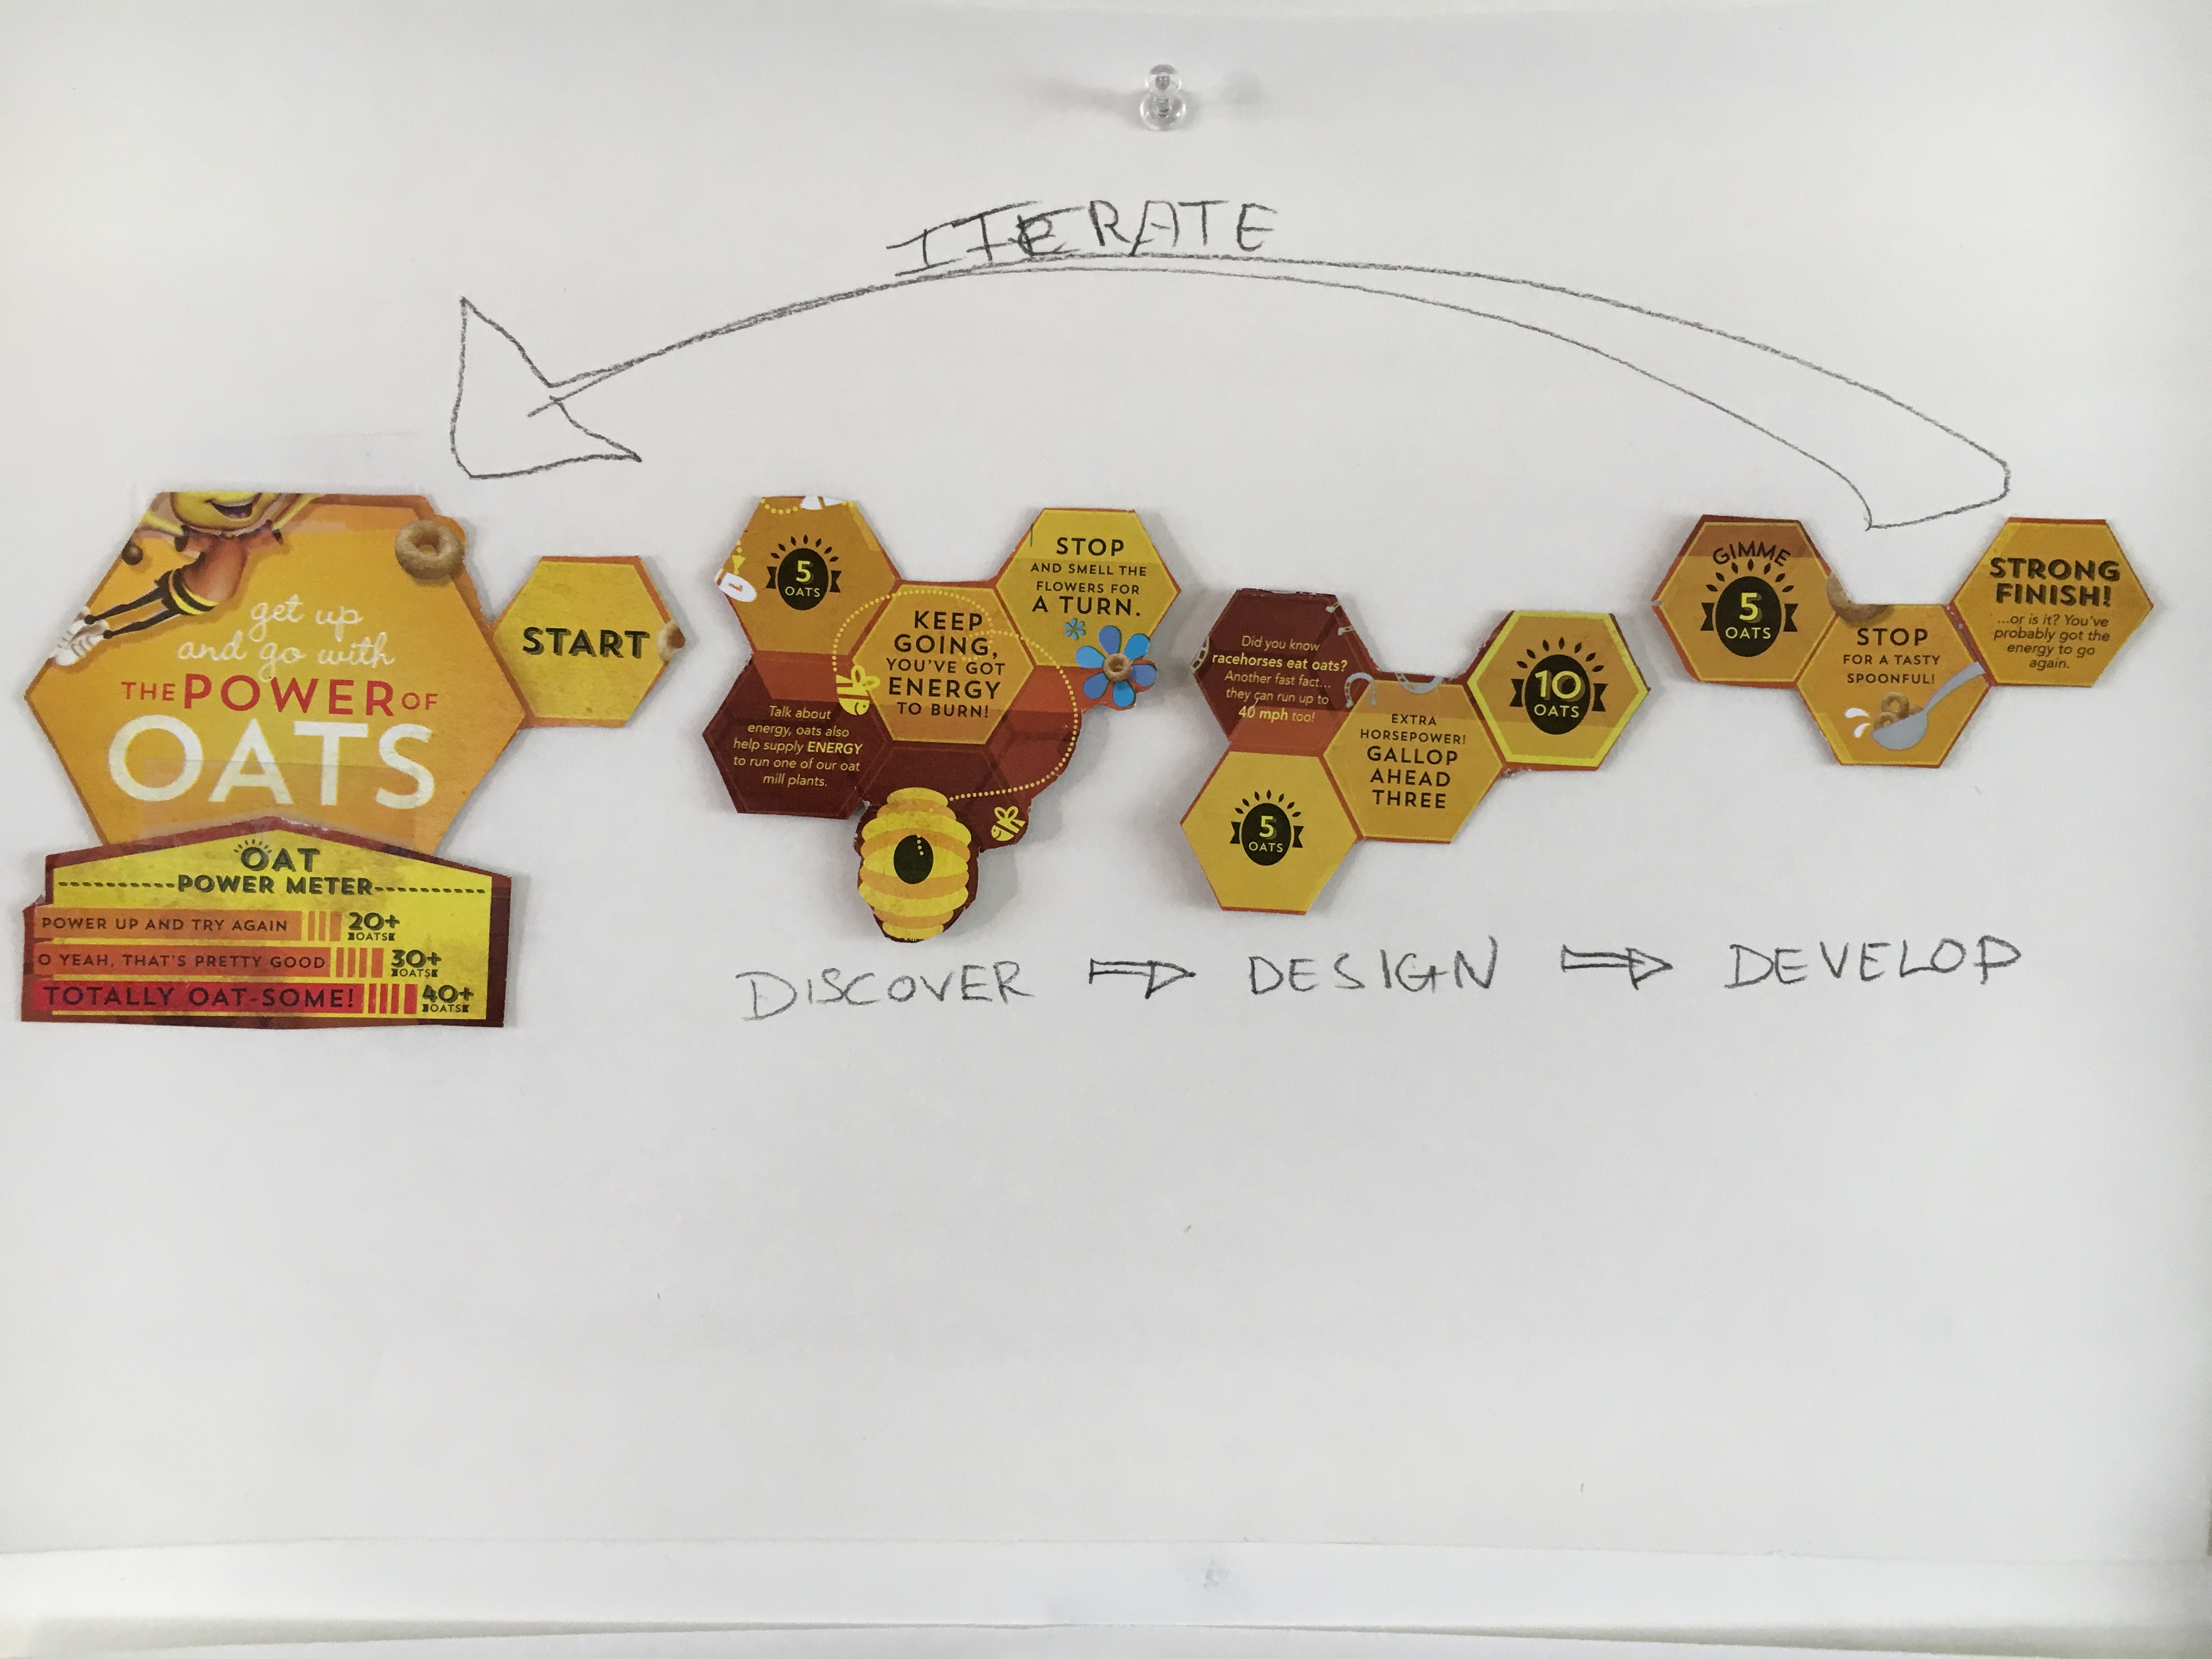 ITERATE
get up
and go with
THE POWER OF
OATS
START
OAT
POWER METER
POWER UP AND TRY AGAIN 20+
OATS
O YEAH, THAT'S PRETTY GOOD 30+
OATS
TOTALLY OAT-SOME! 40+
OATS
5
OATS
KEEP
GOING,
YOU'VE GOT
ENERGY
TO BURN!
STOP
AND SMELL THE
FLOWERS FOR
A TURN.
Talk about
energy, oats also
help supply ENERGY
to run one of our oat
mill plants.
Did you know
racehorses eat oats?
Another fast fact...
they can run up to
40 mph too!
EXTRA
HORSEPOWER!
GALLOP
AHEAD
THREE
10
OATS
5
OATS
GIMME
5
OATS
STOP
FOR A TASTY
SPOONFUL!
STRONG
FINISH!
...or is it? You've
probably got the
energy to go
again.
DISCOVER ⇒ DESIGN ⇒ DEVELOP